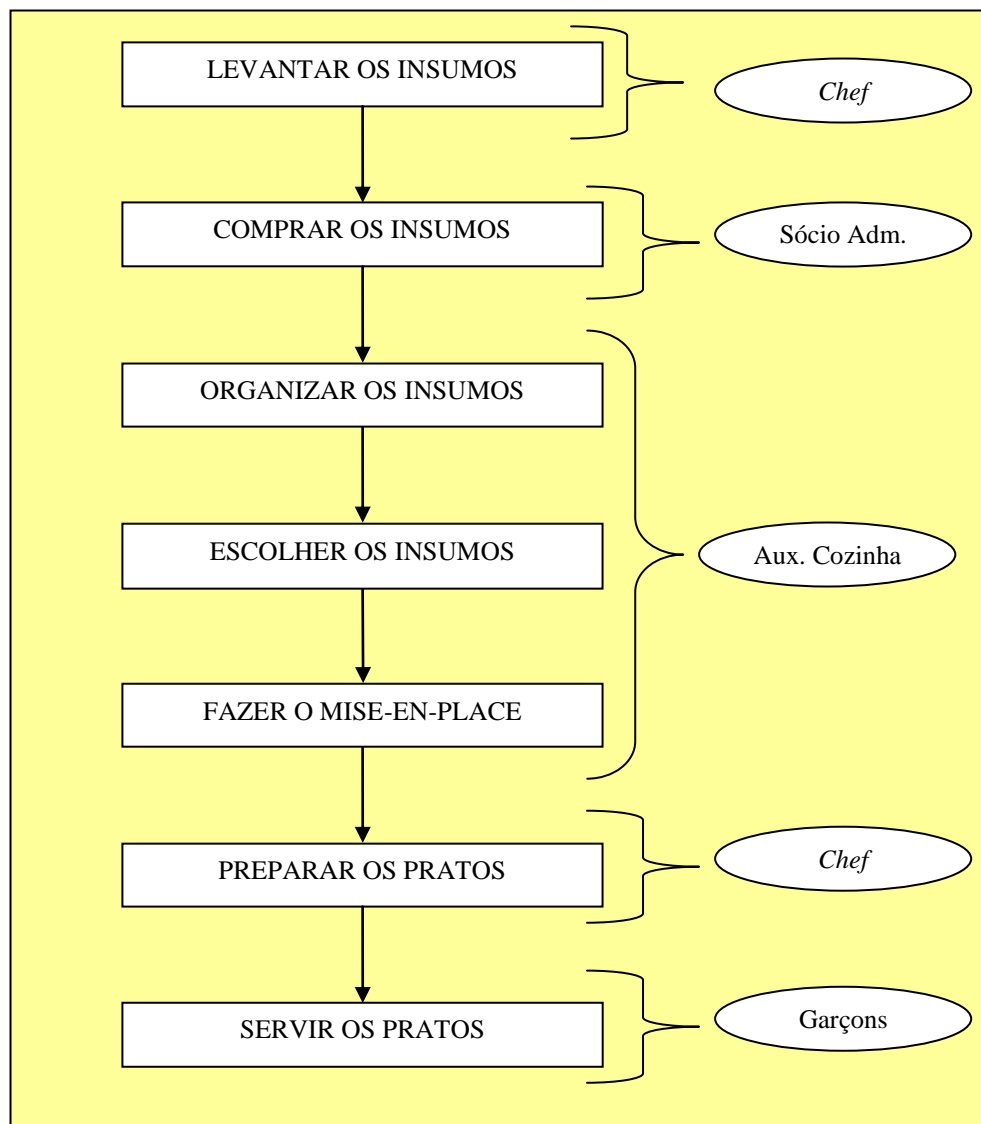 LEVANTAR OS INSUMOS
Chef
COMPRAR OS INSUMOS
Sócio Adm.
ORGANIZAR OS INSUMOS
ESCOLHER OS INSUMOS
Aux. Cozinha
FAZER O MISE-EN-PLACE
PREPARAR OS PRATOS
Chef
SERVIR OS PRATOS
Garçons